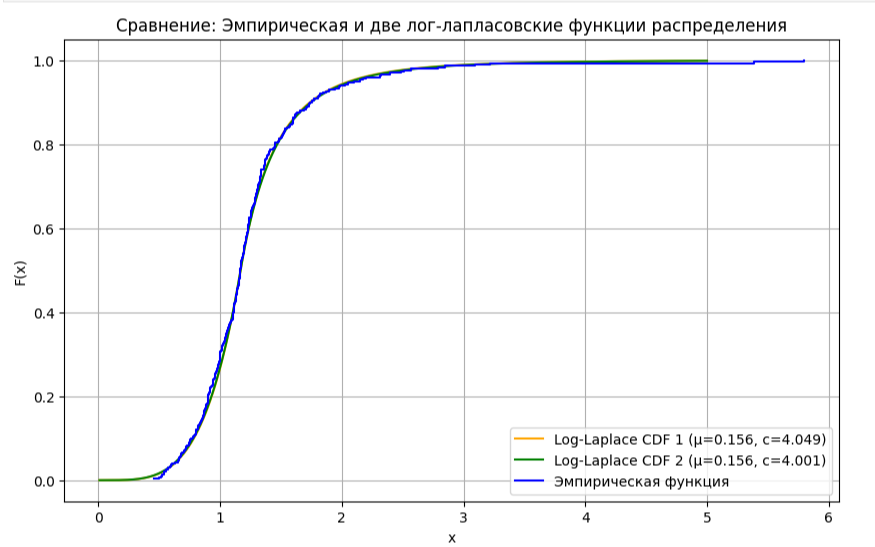 Сравнение: Эмпирическая и две лог-лапласовские функции распределения
1.0
0.8
0.6
0.4
0.2
0.0
F(x)
0
1
2
3
4
5
6
x
Log-Laplace CDF 1 (μ=0.156, c=4.049)
Log-Laplace CDF 2 (μ=0.156, c=4.001)
Эмпирическая функция